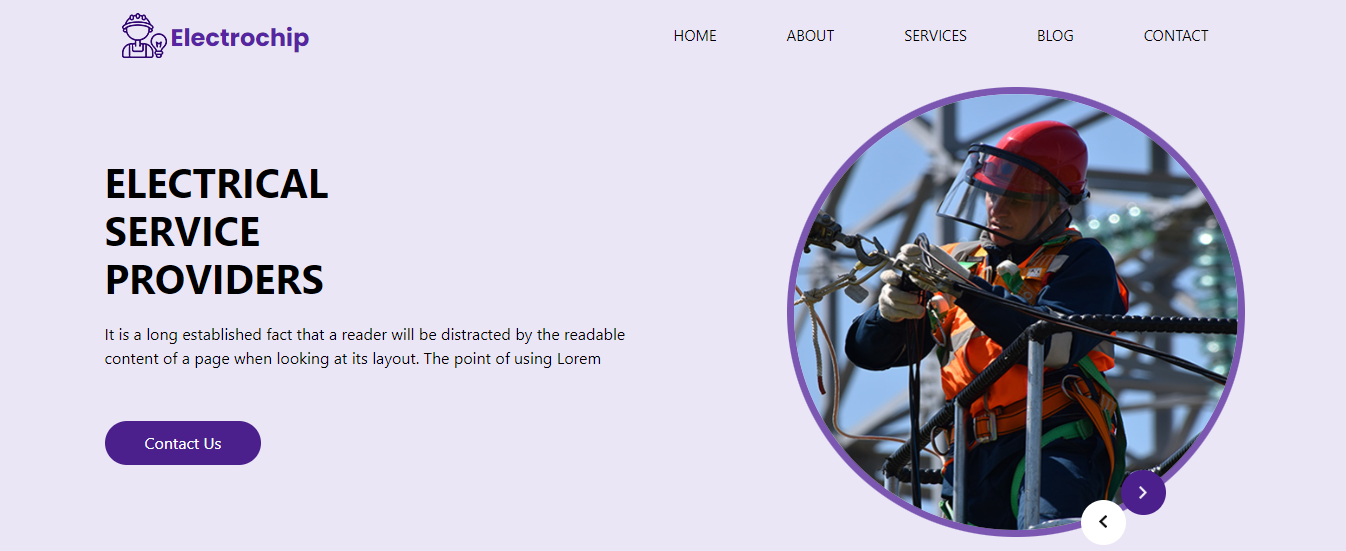 Electrochip
HOME ABOUT SERVICES BLOG CONTACT
ELECTRICAL
SERVICE
PROVIDERS
It is a long established fact that a reader will be distracted by the readable
content of a page when looking at its layout. The point of using Lorem
Contact Us